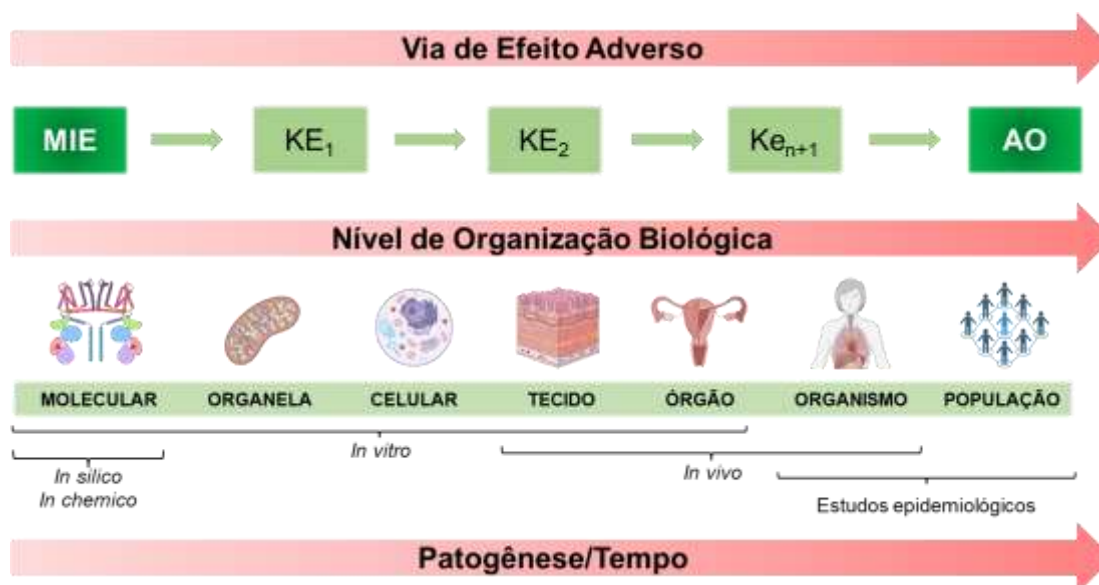 Via de Efeito Adverso
MIE KE₁ KE₂ Ke₍ₙ₊₁₎ AO
Nível de Organização Biológica
MOLECULAR ORGANELA CELULAR TECIDO ÓRGÃO ORGANISMO POPULAÇÃO
In vitro
In silico In vivo
In chemico Estudos epidemiológicos
Patogênese/Tempo